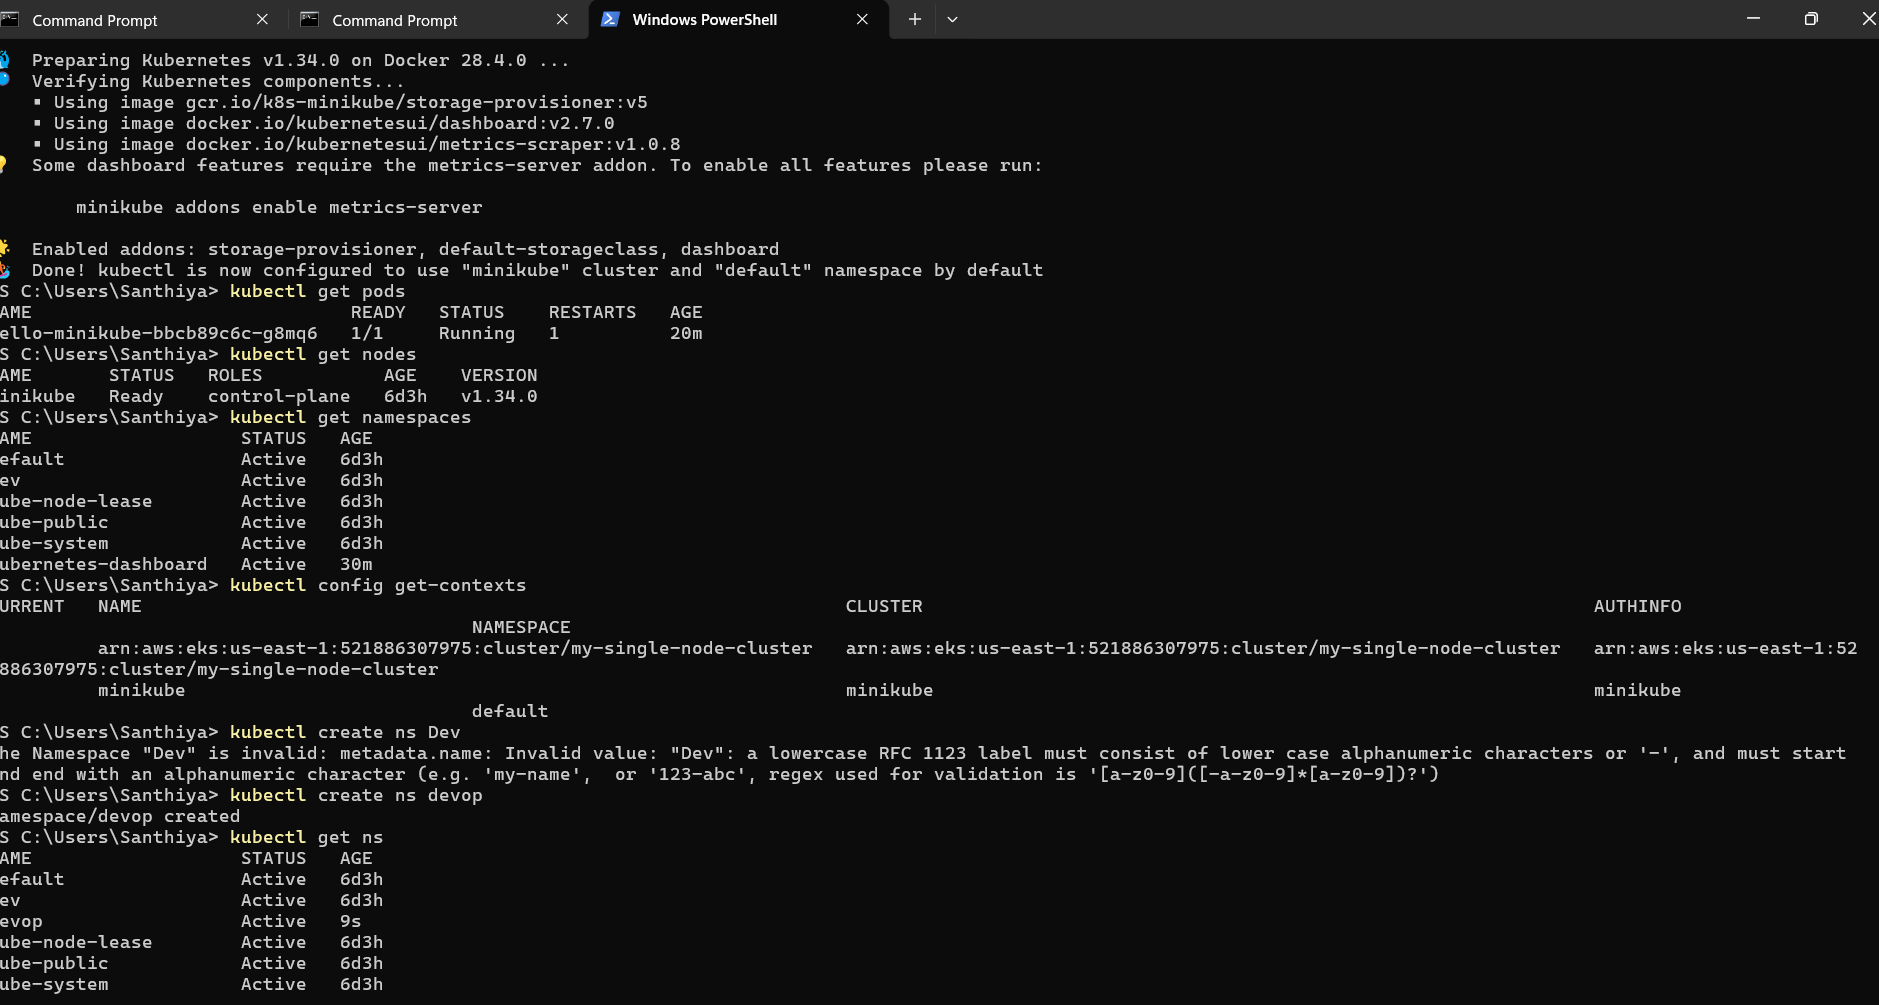 Command Prompt
Command Prompt
Windows PowerShell
Preparing Kubernetes v1.34.0 on Docker 28.4.0 ...
Verifying Kubernetes components...
▪ Using image gcr.io/k8s-minikube/storage-provisioner:v5
▪ Using image docker.io/kubernetesui/dashboard:v2.7.0
▪ Using image docker.io/kubernetesui/metrics-scraper:v1.0.8
Some dashboard features require the metrics-server addon. To enable all features please run:
minikube addons enable metrics-server
Enabled addons: storage-provisioner, default-storageclass, dashboard
Done! kubectl is now configured to use "minikube" cluster and "default" namespace by default
S C:\Users\Santhiya> kubectl get pods
AME                             READY   STATUS    RESTARTS   AGE
ello-minikube-bbcb89c6c-g8mq6   1/1     Running   1          20m
S C:\Users\Santhiya> kubectl get nodes
AME       STATUS   ROLES           AGE    VERSION
inikube   Ready    control-plane   6d3h   v1.34.0
S C:\Users\Santhiya> kubectl get namespaces
AME                   STATUS   AGE
efault                Active   6d3h
ev                    Active   6d3h
ube-node-lease        Active   6d3h
ube-public            Active   6d3h
ube-system            Active   6d3h
ubernetes-dashboard   Active   30m
S C:\Users\Santhiya> kubectl config get-contexts
URRENT   NAME   CLUSTER   AUTHINFO
NAMESPACE
arn:aws:eks:us-east-1:521886307975:cluster/my-single-node-cluster   arn:aws:eks:us-east-1:521886307975:cluster/my-single-node-cluster   arn:aws:eks:us-east-1:52
886307975:cluster/my-single-node-cluster
minikube   minikube   minikube
default
S C:\Users\Santhiya> kubectl create ns Dev
he Namespace "Dev" is invalid: metadata.name: Invalid value: "Dev": a lowercase RFC 1123 label must consist of lower case alphanumeric characters or '-', and must start
nd end with an alphanumeric character (e.g. 'my-name',  or '123-abc', regex used for validation is '[a-z0-9]([-a-z0-9]*[a-z0-9])?')
S C:\Users\Santhiya> kubectl create ns devop
amespace/devop created
S C:\Users\Santhiya> kubectl get ns
AME                   STATUS   AGE
efault                Active   6d3h
ev                    Active   6d3h
evop                  Active   9s
ube-node-lease        Active   6d3h
ube-public            Active   6d3h
ube-system            Active   6d3h